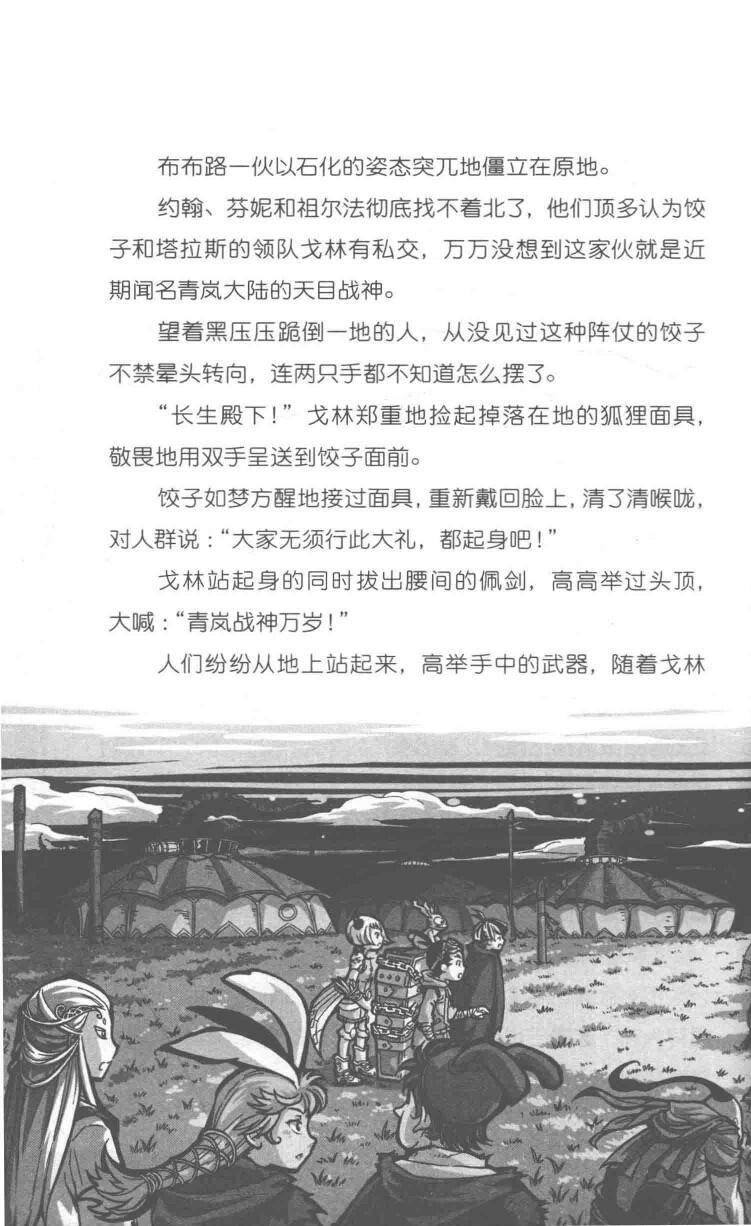 布布路一伙以石化的姿态突兀地僵立在原地。
约翰、芬妮和祖尔法彻底找不着北了，他们顶多认为饺
子和塔拉斯的领队戈林有私交，万万没想到这家伙就是近
期闻名青岚大陆的天目战神。
望着黑压压跪倒一地的人，从没见过这种阵仗的饺子
不禁晕头转向，连两只手都不知道怎么摆了。
“长生殿下！”戈林郑重地捡起掉落在地的狐狸面具，
敬畏地用双手呈送到饺子面前。
饺子如梦方醒地接过面具，重新戴回脸上，清了清喉咙，
对人群说：“大家无须行此大礼，都起身吧！”
戈林站起身的同时拔出腰间的佩剑，高高举过头顶，
大喊：“青岚战神万岁！”
人们纷纷从地上站起来，高举手中的武器，随着戈林